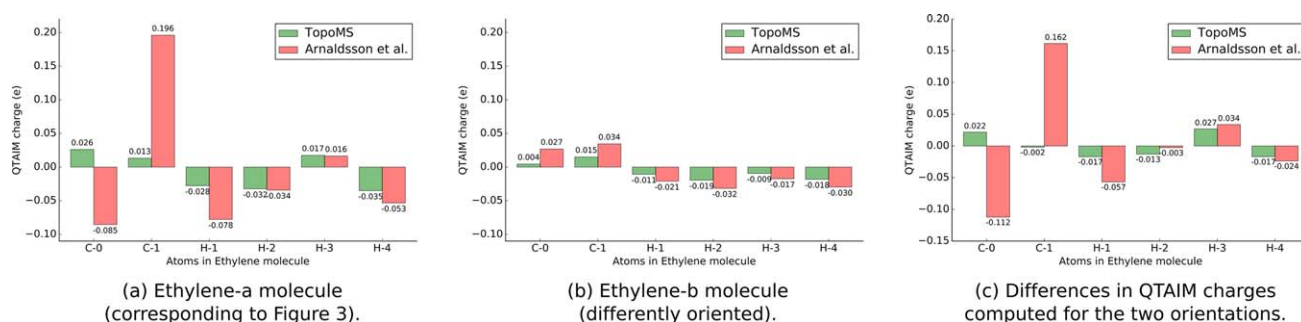 TopoMS
Arnaldsson et al.
QTAIM charge (e)
0.20
0.15
0.10
0.05
0.00
−0.05
−0.10
0.026
-0.085
0.013
0.196
-0.028
-0.078
-0.032
-0.034
0.017
0.016
-0.035
-0.053
C-0 C-1 H-1 H-2 H-3 H-4
Atoms in Ethylene molecule
(a) Ethylene-a molecule
(corresponding to Figure 3).
TopoMS
Arnaldsson et al.
QTAIM charge (e)
0.20
0.15
0.10
0.05
0.00
−0.05
−0.10
0.004
0.027
0.015
0.034
-0.011
-0.021
-0.019
-0.032
-0.009
-0.017
-0.018
-0.030
C-0 C-1 H-1 H-2 H-3 H-4
Atoms in Ethylene molecule
(b) Ethylene-b molecule
(differently oriented).
TopoMS
Arnaldsson et al.
QTAIM charge (e)
0.20
0.15
0.10
0.05
0.00
−0.05
−0.10
−0.15
0.022
-0.112
-0.002
0.162
-0.017
-0.057
-0.013
-0.003
0.027
0.034
-0.017
-0.024
C-0 C-1 H-1 H-2 H-3 H-4
Atoms in Ethylene molecule
(c) Differences in QTAIM charges
computed for the two orientations.